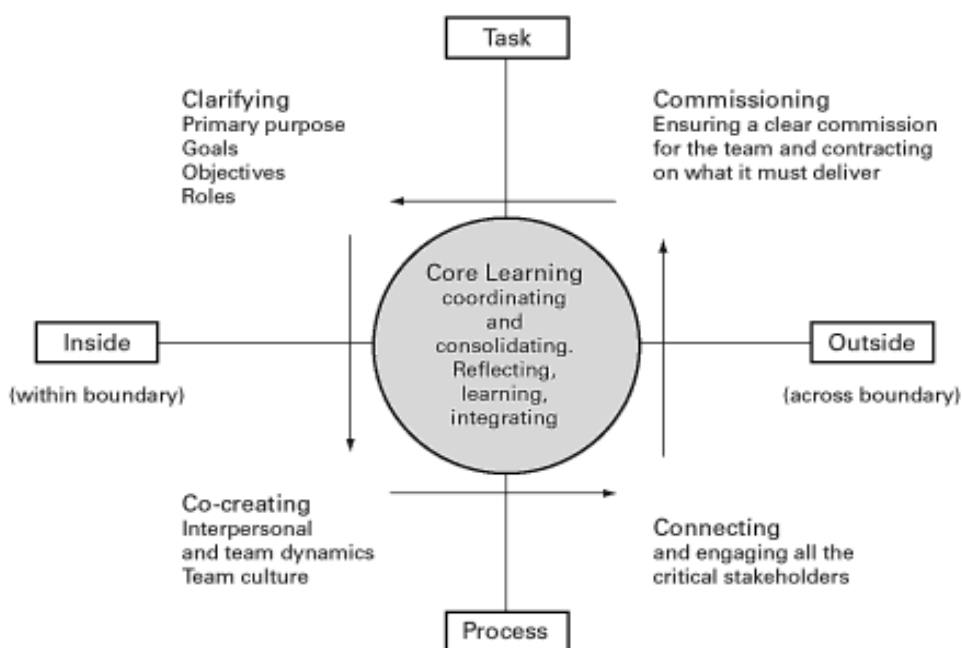 Task
Clarifying
Primary purpose
Goals
Objectives
Roles
Commissioning
Ensuring a clear commission
for the team and contracting
on what it must deliver
Inside
(within boundary)
Core Learning
coordinating
and
consolidating.
Reflecting,
learning,
integrating
Outside
(across boundary)
Co-creating
Interpersonal
and team dynamics
Team culture
Connecting
and engaging all the
critical stakeholders
Process